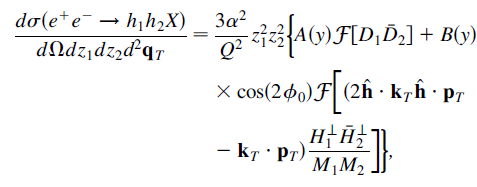 dσ(e⁺e⁻ → h₁h₂X) / dΩdz₁dz₂d²q_T = 3α²/Q² z₁²z₂² { A(y)ℱ[D₁D̄₂] + B(y)
× cos(2ϕ₀)ℱ[(2ĥ · k_T ĥ · p_T
− k_T · p_T) H₁^⊥ H̄₂^⊥ / M₁M₂ ]},